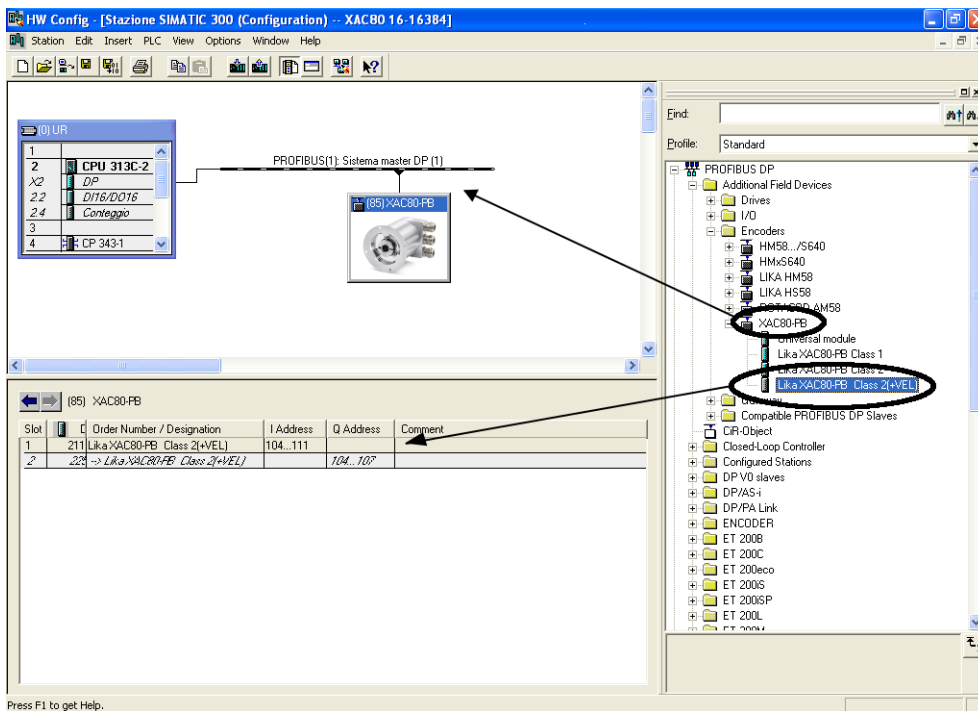 HW Config - [Stazione SIMATIC 300 (Configuration) -- XAC80 16-16384]
Station Edit Insert PLC View Options Window Help
(0) UR
1
2 CPU 313C-2
X2 DP
2.2 DI16/DO16
2.4 Conteggio
3
4 CP 343-1
PROFIBUS(1): Sistema master DP (1)
(85) XAC80-PB
(85) XAC80-PB
Slot D Order Number / Designation I Address Q Address Comment
1 211 Lika XAC80-PB Class 2(+VEL) 104...111
2 225 --> Lika XAC80-PB Class 2(+VEL) 104...107
Find:
Profile: Standard
PROFIBUS DP
Additional Field Devices
Drives
I/O
Encoders
HM58.../S640
HMxS640
LIKA HM58
LIKA HS58
AM58
XAC80-PB
Universal module
Lika XAC80-PB Class 1
Lika XAC80-PB Class 2
Lika XAC80-PB Class 2(+VEL)
Gateway
Compatible PROFIBUS DP Slaves
CiR-Object
Closed-Loop Controller
Configured Stations
DP V0 slaves
DP/AS-i
DP/PA Link
ENCODER
ET 200B
ET 200C
ET 200eco
ET 200iS
ET 200iSP
ET 200L
ET 200M
Press F1 to get Help.